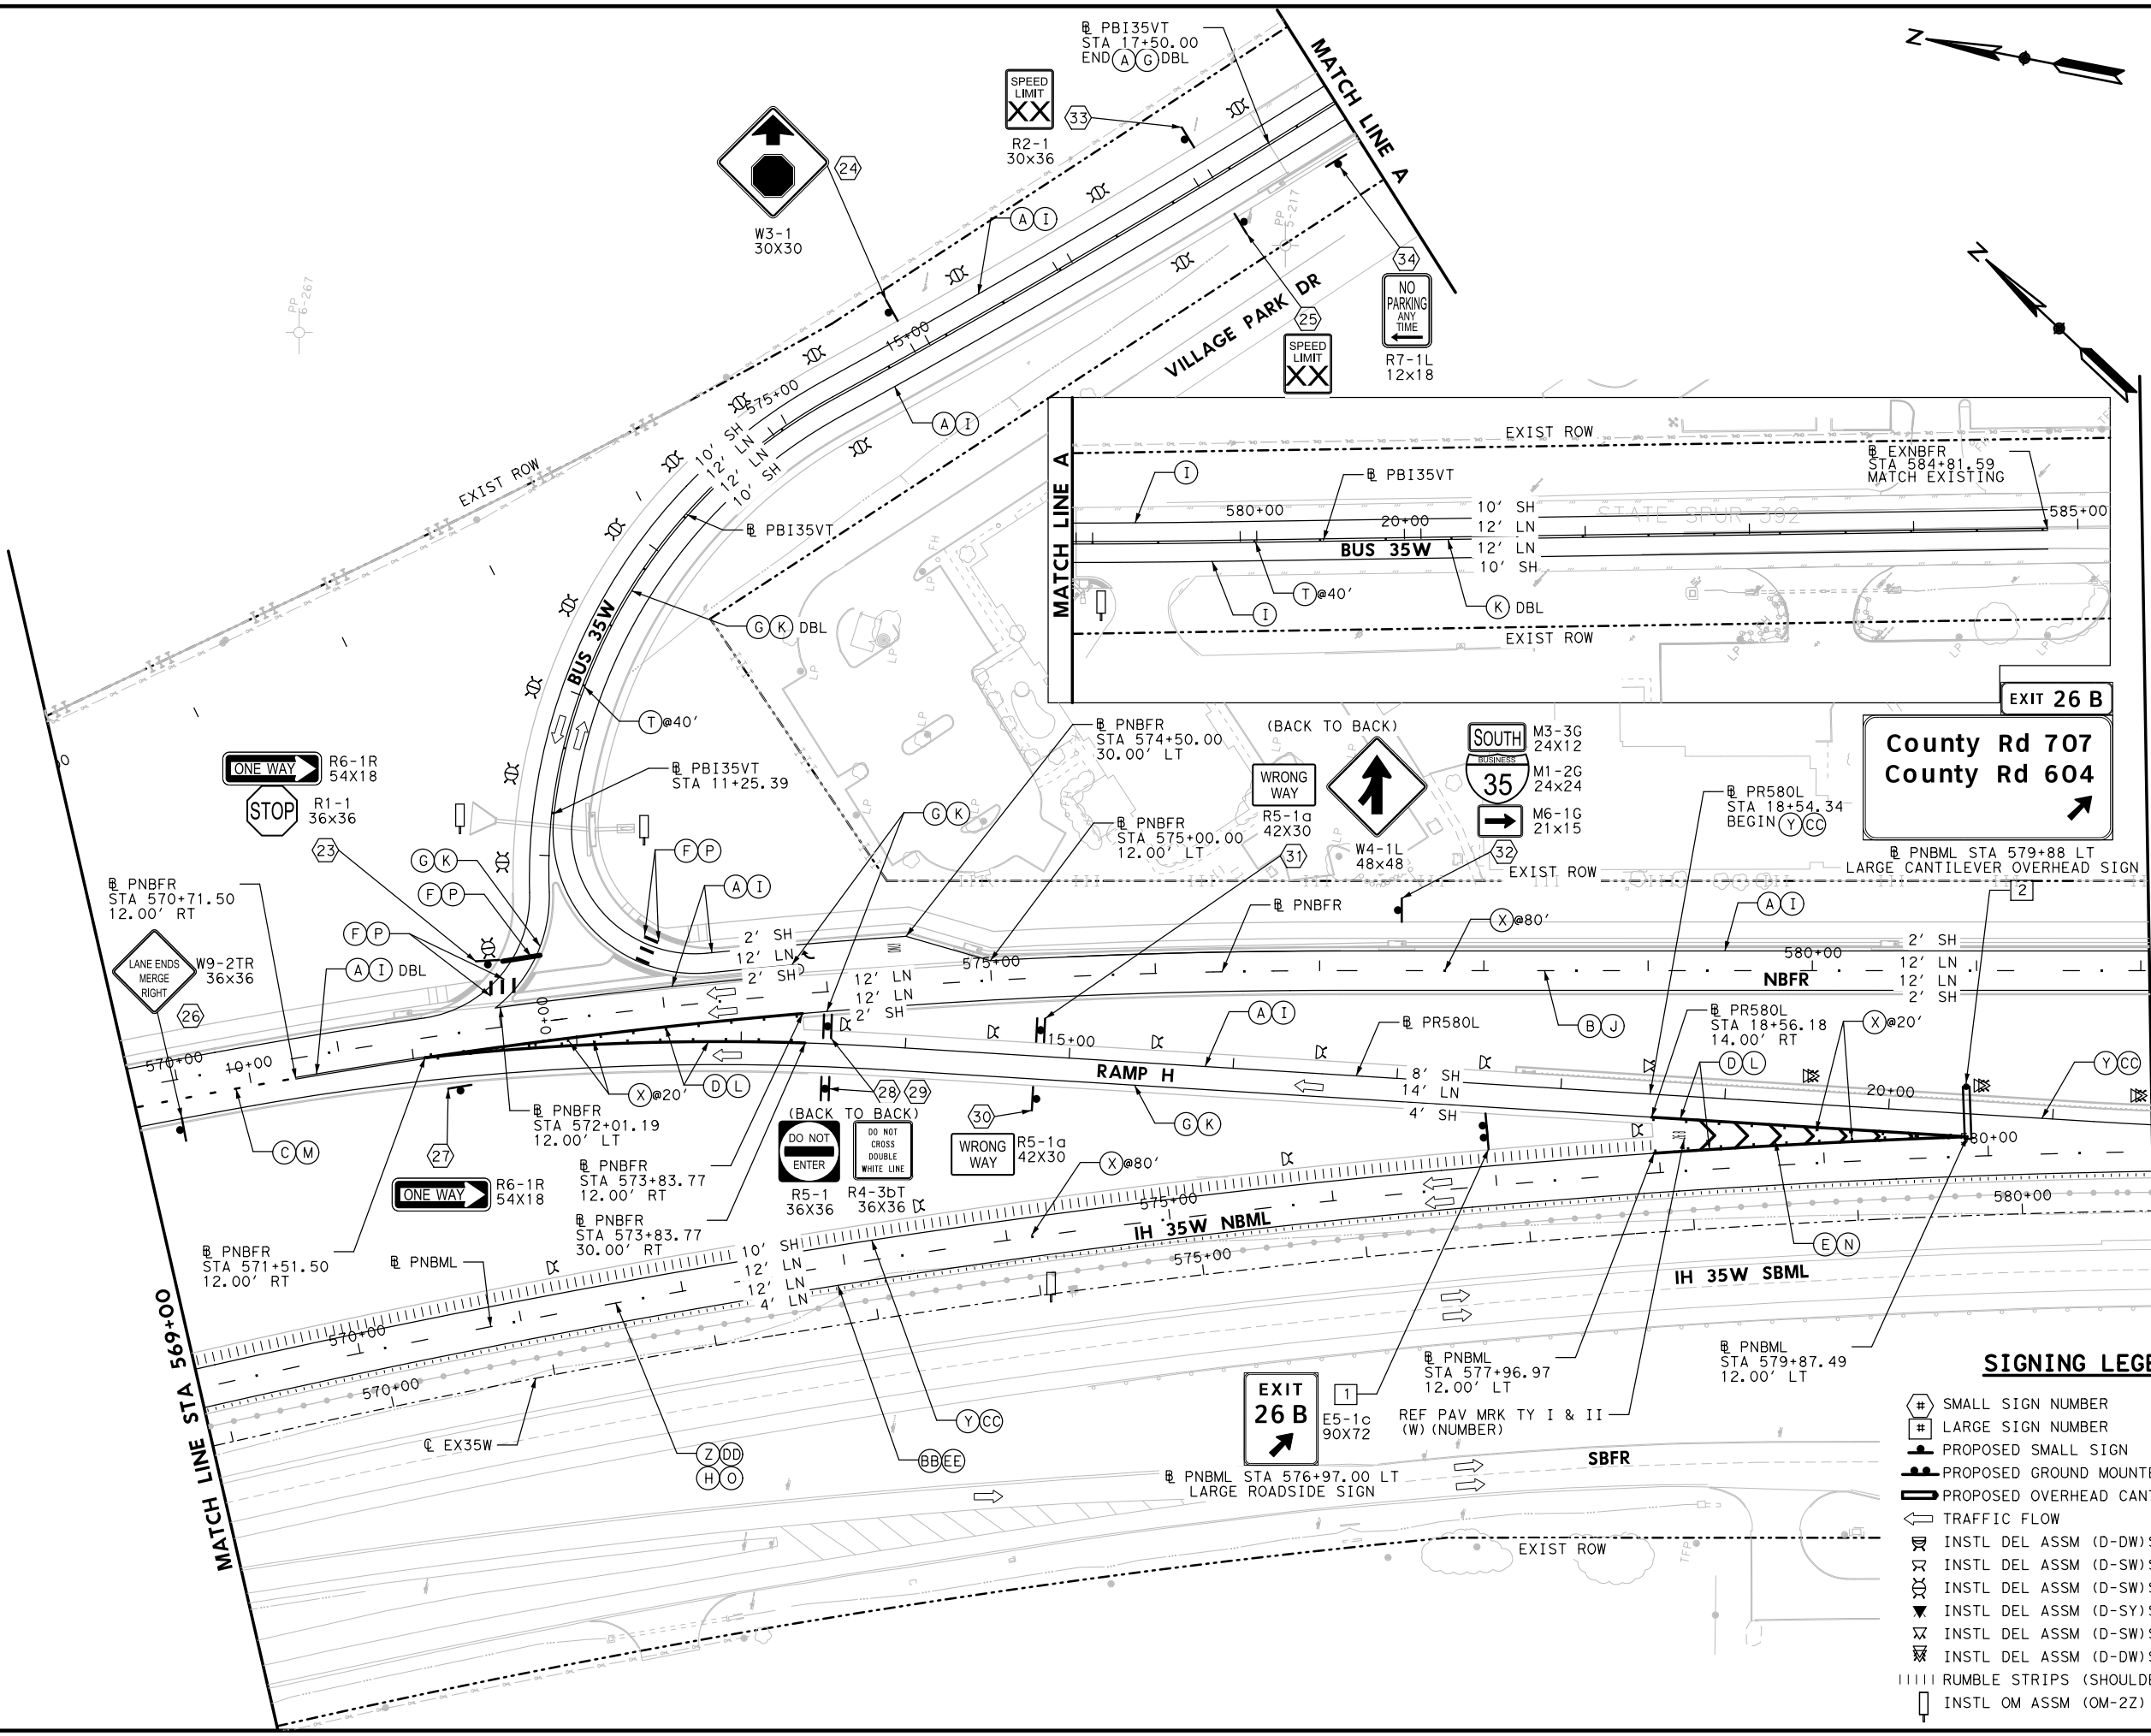 ℄ PBI35VT
STA 17+50.00
END A G DBL
MATCH LINE A
N
SPEED
LIMIT
XX
33
R2-1
30x36
24
W3-1
30X30
A I
PP
5-217
34
NO
PARKING
ANY
TIME
R7-1L
12x18
25
SPEED
LIMIT
XX
VILLAGE PARK DR
N
PP
6-267
15+00
575+00
A I
10' SH
12' LN
12' LN
10' SH
EXIST ROW
MATCH LINE A
EXIST ROW
I
PBI35VT
EXNBFR
STA 584+81.59
MATCH EXISTING
580+00
20+00
10' SH
12' LN
STATE SPUR 392
585+00
BUS 35W
12' LN
10' SH
T @40'
K DBL
I
EXIST ROW
PBI35VT
BUS 35W
G K DBL
T @40'
PBI35VT
STA 11+25.39
ONE WAY
R6-1R
54X18
STOP
R1-1
36x36
23
G K
F P
F P
A I
G K
PNBFR
STA 574+50.00
30.00' LT
PNBFR
STA 575+00.00
12.00' LT
(BACK TO BACK)
WRONG
WAY
R5-1a
42X30
31
W4-1L
48x48
SOUTH
M3-3G
24X12
BUSINESS
35
M1-2G
24x24
M6-1G
21x15
32
EXIST ROW
PR580L
STA 18+54.34
BEGIN Y CC
EXIT 26 B
County Rd 707
County Rd 604
PNBML STA 579+88 LT
LARGE CANTILEVER OVERHEAD SIGN
2
PNBFR
STA 570+71.50
12.00' RT
F P
LANE ENDS
MERGE
RIGHT
W9-2TR
36x36
26
A I DBL
2' SH
12' LN
2' SH
12' LN
12' LN
2' SH
575+00
PNBFR
X @80'
A I
580+00
2' SH
12' LN
NBFR
12' LN
2' SH
570+00
10+00
10+00
15+00
A I
PR580L
B J
PR580L
STA 18+56.18
14.00' RT
X @20'
D L
Y CC
RAMP H
8' SH
14' LN
4' SH
20+00
580+00
C M
27
ONE WAY
R6-1R
54X18
X @20'
D L
PNBFR
STA 572+01.19
12.00' LT
PNBFR
STA 573+83.77
12.00' RT
PNBFR
STA 573+83.77
30.00' RT
28
29
(BACK TO BACK)
DO NOT
ENTER
R5-1
36X36
DO NOT
CROSS
DOUBLE
WHITE LINE
R4-3bT
36X36
30
WRONG
WAY
R5-1a
42X30
G K
X @80'
PNBFR
STA 571+51.50
12.00' RT
PNBML
10' SH
12' LN
12' LN
4' LN
575+00
IH 35W NBML
575+00
580+00
E N
IH 35W SBML
MATCH LINE STA 569+00
570+00
570+00
EX35W
Z DD
H O
Y CC
BB EE
EXIT
26 B
1
E5-1c
90X72
PNBML STA 576+97.00 LT
LARGE ROADSIDE SIGN
PNBML
STA 577+96.97
12.00' LT
REF PAV MRK TY I & II
(W)(NUMBER)
PNBML
STA 579+87.49
12.00' LT
SBFR
EXIST ROW
TFP
SIGNING LEGE
# SMALL SIGN NUMBER
# LARGE SIGN NUMBER
PROPOSED SMALL SIGN
PROPOSED GROUND MOUNTE
PROPOSED OVERHEAD CANT
TRAFFIC FLOW
INSTL DEL ASSM (D-DW)S
INSTL DEL ASSM (D-SW)S
INSTL DEL ASSM (D-SW)S
INSTL DEL ASSM (D-SY)S
INSTL DEL ASSM (D-SW)S
INSTL DEL ASSM (D-DW)S
RUMBLE STRIPS (SHOULDE
INSTL OM ASSM (OM-2Z)